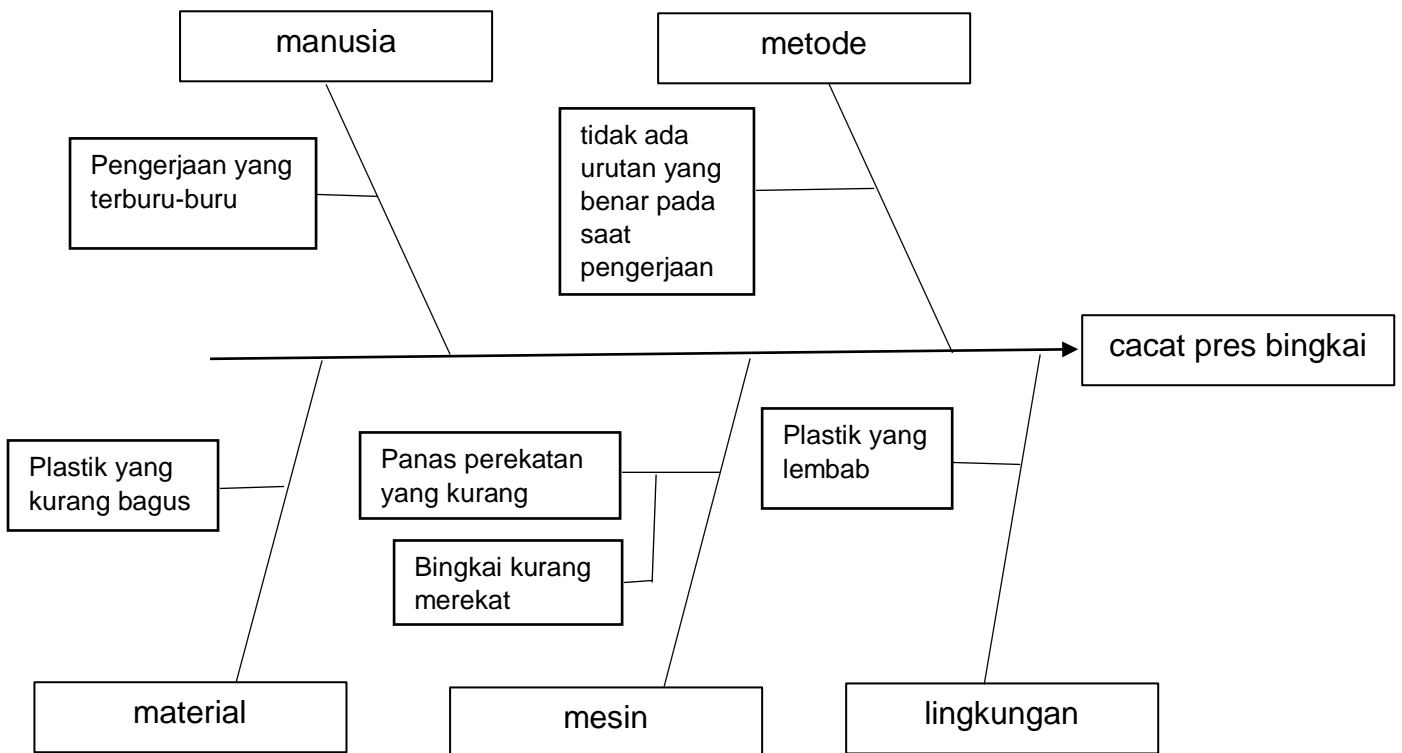 manusia
metode
Pengerjaan yang
terburu-buru
tidak ada
urutan yang
benar pada
saat
pengerjaan
cacat pres bingkai
Plastik yang
kurang bagus
Panas perekatan
yang kurang
Bingkai kurang
merekat
Plastik yang
lembab
material
mesin
lingkungan